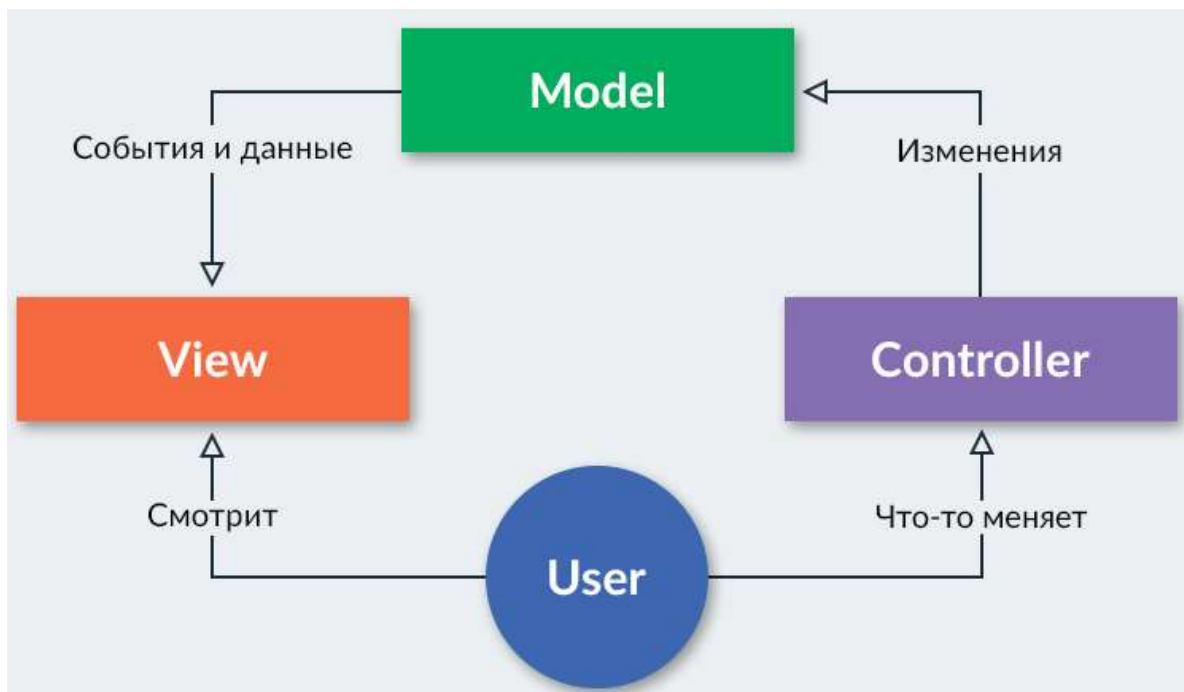 Model
События и данные
Изменения
View
Controller
Смотрит
Что-то меняет
User